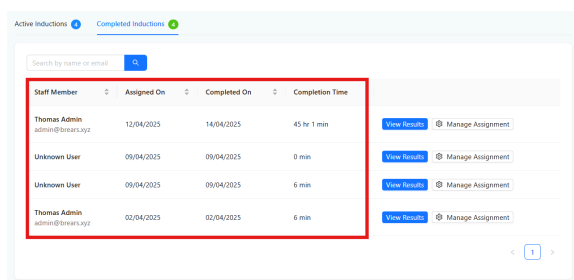 Active Inductions 4 Completed Inductions 4
Search by name or email
Staff Member Assigned On Completed On Completion Time
Thomas Admin
admin@brears.xyz
12/04/2025 14/04/2025 45 hr 1 min View Results Manage Assignment
Unknown User 09/04/2025 09/04/2025 0 min View Results Manage Assignment
Unknown User 09/04/2025 09/04/2025 6 min View Results Manage Assignment
Thomas Admin
admin@brears.xyz
02/04/2025 02/04/2025 6 min View Results Manage Assignment
< 1 >